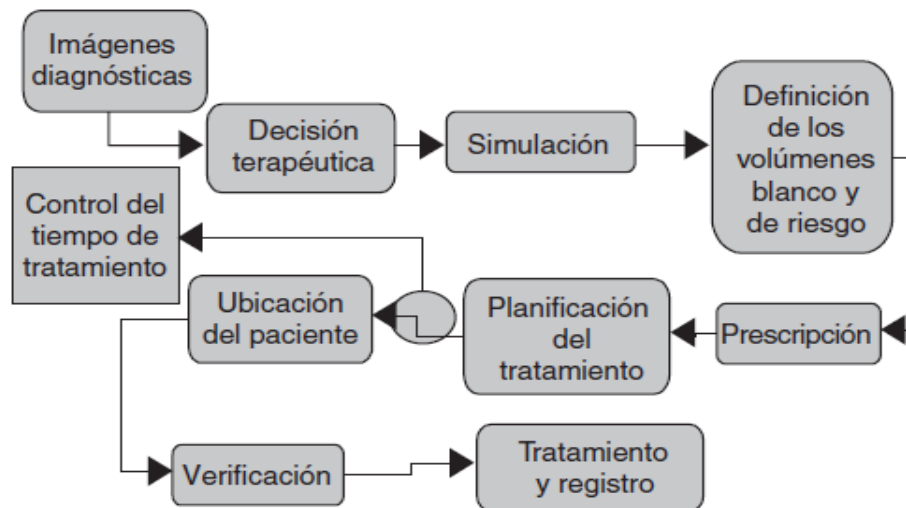 Imágenes
diagnósticas
Decisión
terapéutica
Simulación
Definición
de los
volúmenes
blanco y
de riesgo
Control del
tiempo de
tratamiento
Ubicación
del paciente
Planificación
del
tratamiento
Prescripción
Verificación
Tratamiento
y registro